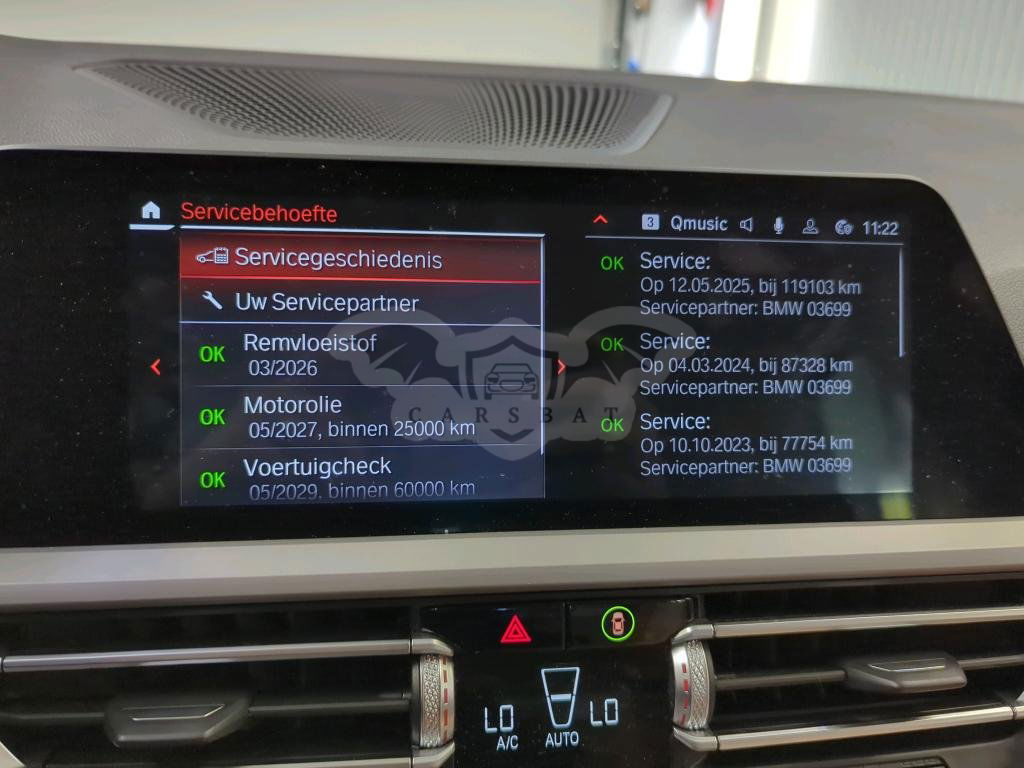 Servicebehoefte
3 Qmusic 11:22
Servicegeschiedenis
Uw Servicepartner
OK Remvloeistof
03/2026
OK Motorolie
05/2027, binnen 25000 km
OK Voertuigcheck
05/2029, binnen 60000 km
OK Service:
Op 12.05.2025, bij 119103 km
Servicepartner: BMW 03699
OK Service:
Op 04.03.2024, bij 87328 km
Servicepartner: BMW 03699
OK Service:
Op 10.10.2023, bij 77754 km
Servicepartner: BMW 03699
CARSBAT
LO LO
A/C AUTO